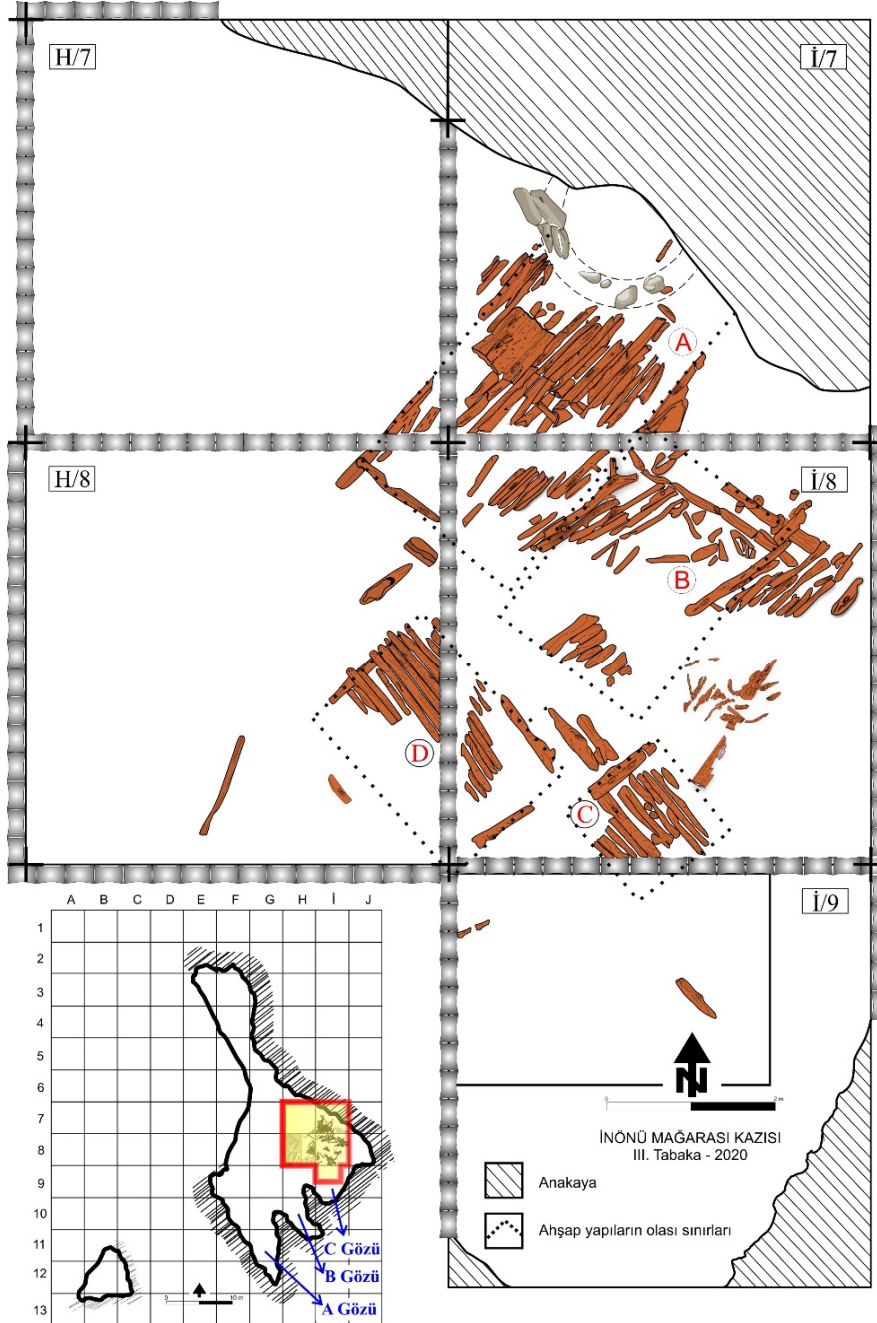 H/7
İ/7
A
H/8
İ/8
B
D
C
İ/9
N
0 2 m
İNÖNÜ MAĞARASI KAZISI
III. Tabaka - 2020
Anakaya
Ahşap yapıların olası sınırları
A B C D E F G H İ J
1
2
3
4
5
6
7
8
9
10
11
12
13
C Gözü
B Gözü
A Gözü
0 10 m